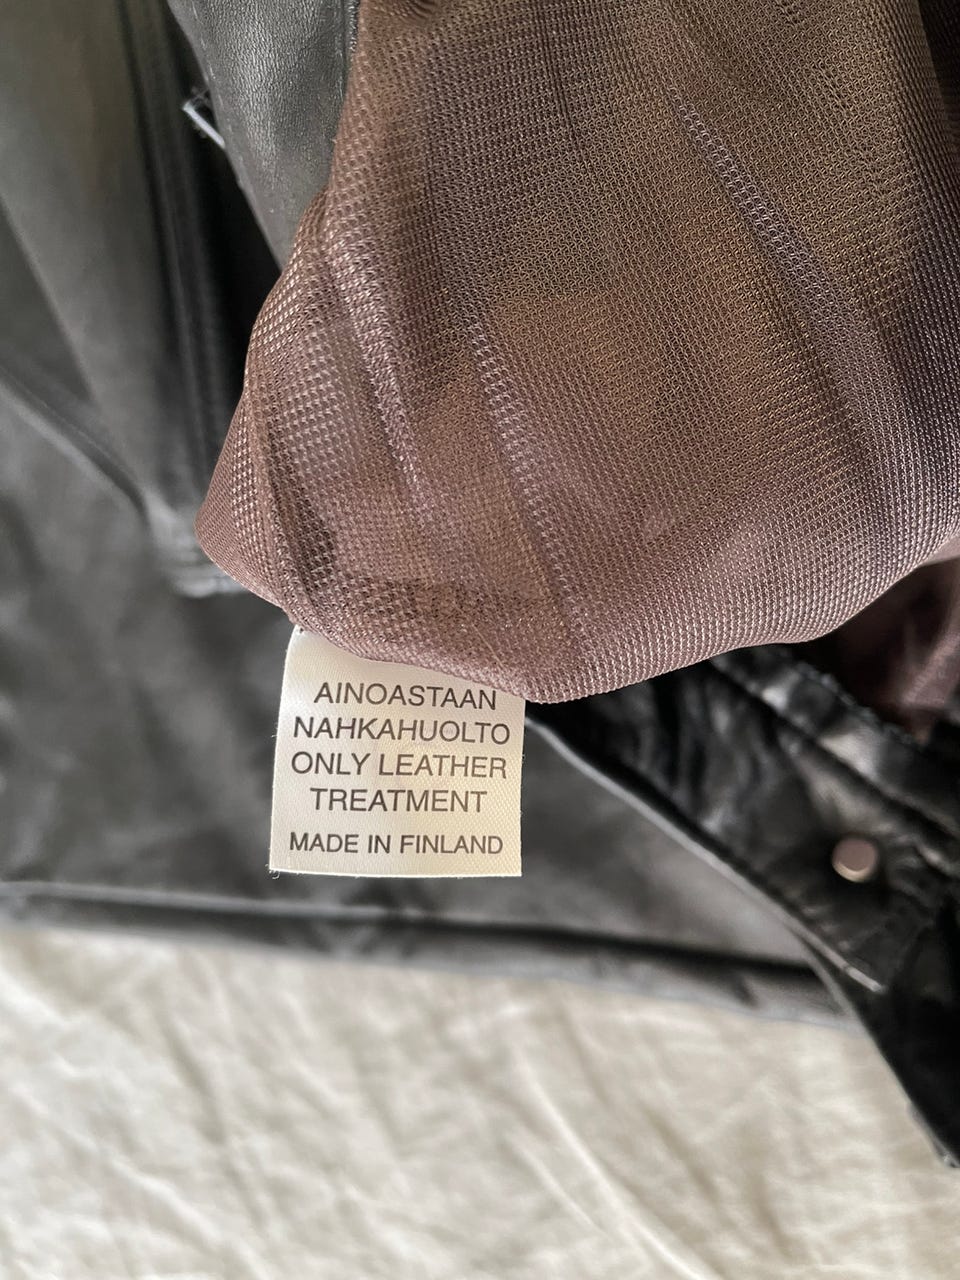 AINOASTAAN
NAHKAHUOLTO
ONLY LEATHER
TREATMENT
MADE IN FINLAND